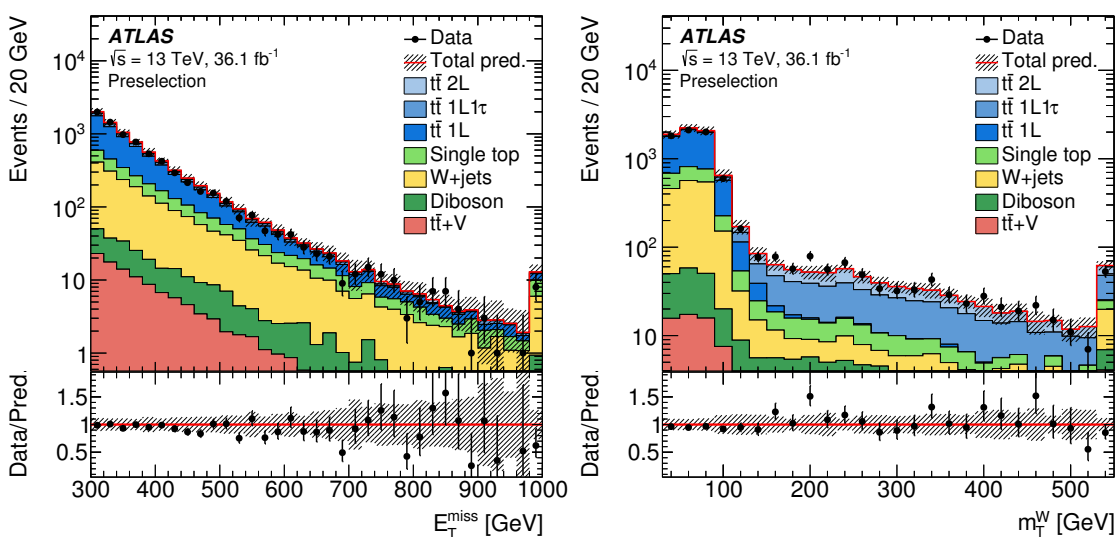 ATLAS
√s = 13 TeV, 36.1 fb⁻¹
Preselection
Data
Total pred.
tt̄ 2L
tt̄ 1L1τ
tt̄ 1L
Single top
W+jets
Diboson
tt̄+V
Events / 20 GeV
10⁴
10³
10²
10
1
Data/Pred.
1.5
1
0.5
300 400 500 600 700 800 900 1000
E_T^miss [GeV]
ATLAS
√s = 13 TeV, 36.1 fb⁻¹
Preselection
Data
Total pred.
tt̄ 2L
tt̄ 1L1τ
tt̄ 1L
Single top
W+jets
Diboson
tt̄+V
Events / 20 GeV
10⁴
10³
10²
10
Data/Pred.
1.5
1
0.5
100 200 300 400 500
m_T^W [GeV]